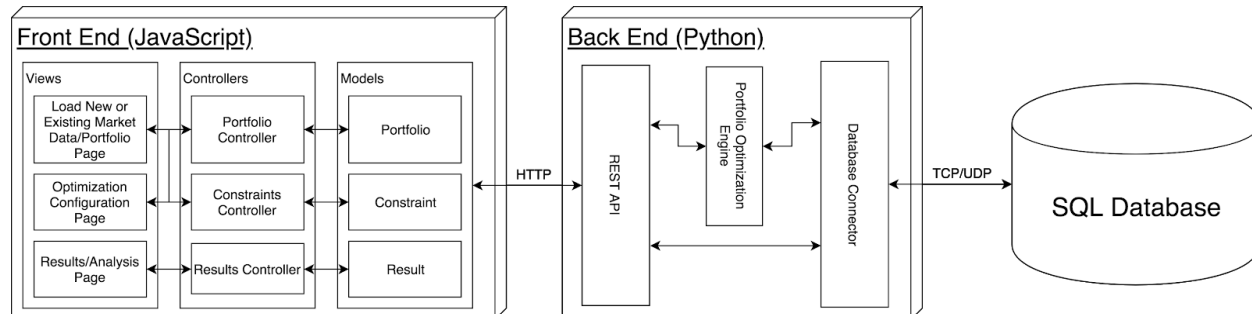 Front End (JavaScript)
Views
Load New or
Existing Market
Data/Portfolio
Page
Optimization
Configuration
Page
Results/Analysis
Page
Controllers
Portfolio
Controller
Constraints
Controller
Results Controller
Models
Portfolio
Constraint
Result
HTTP
Back End (Python)
REST API
Portfolio Optimization
Engine
Database Connector
TCP/UDP
SQL Database